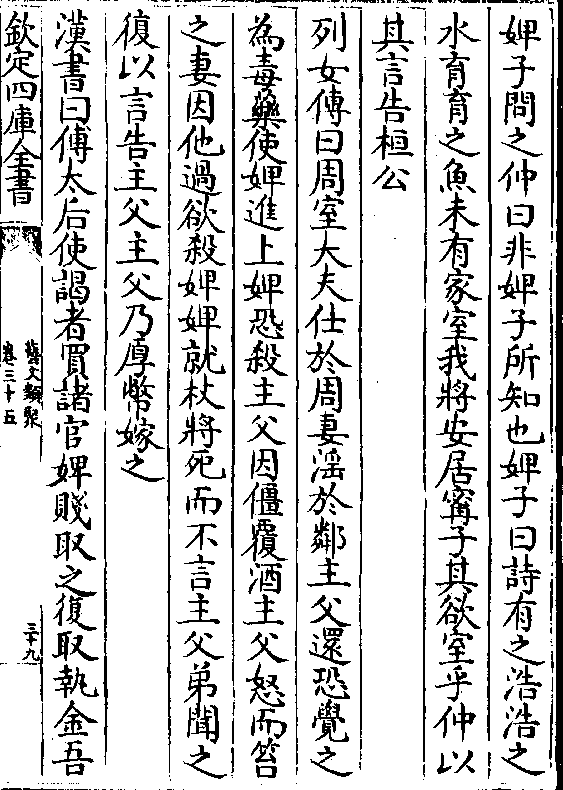 婢子問之仲曰非婢子所知也婢子曰詩有之浩浩之
水育育之魚未有家室我將安居甯子其欲室乎仲以
其言告桓公
列女傳曰周室大夫仕於周妻淫於鄰主父還恐覺之
為毒藥使婢進上婢恐殺主父因僵覆酒主父怒而笞
之妻因他過欲殺婢婢就杖將死而不言主父弟聞之
復以言告主父主父乃厚幣嫁之
漢書曰傅太后使謁者買諸官婢賤取之復取執金吾
欽定四庫全書
藝文類聚
卷三十五
三十九